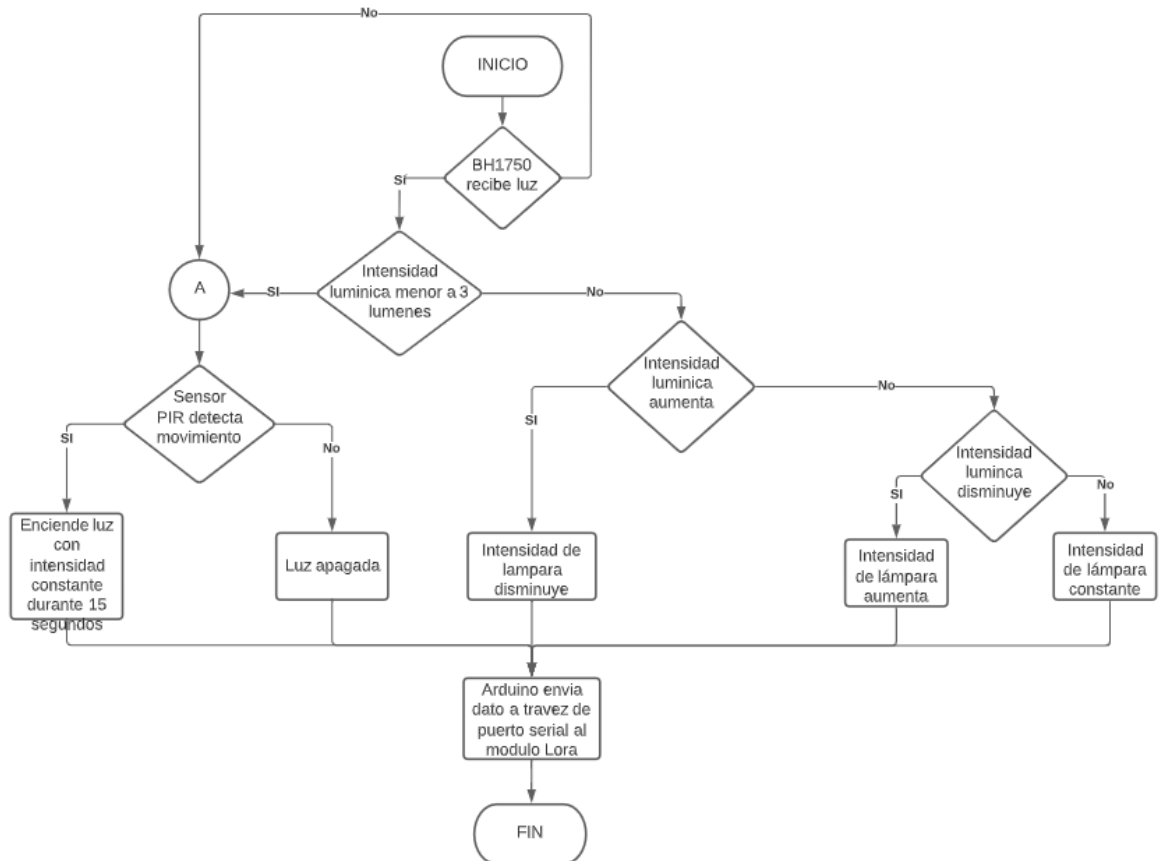 No
INICIO
BH1750
recibe luz
Sí
Intensidad
luminica menor a 3
lumenes
A
SI
No
Intensidad
luminica
aumenta
Sensor
PIR detecta
movimiento
SI
No
SI
No
Intensidad
luminca
disminuye
SI
No
Enciende luz
con
intensidad
constante
durante 15
segundos
Luz apagada
Intensidad de
lampara
disminuye
Intensidad
de lámpara
aumenta
Intensidad
de lámpara
constante
Arduino envia
dato a travez de
puerto serial al
modulo Lora
FIN